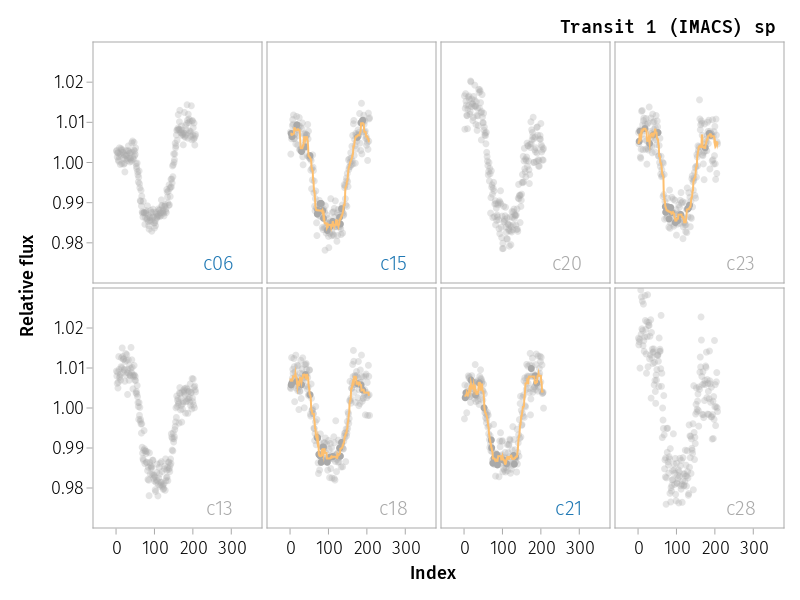 Transit 1 (IMACS) sp
Relative flux
1.02
1.01
1.00
0.99
0.98
c06
c15
c20
c23
1.02
1.01
1.00
0.99
0.98
c13
c18
c21
c28
0 100 200 300 0 100 200 300 0 100 200 300 0 100 200 300
Index